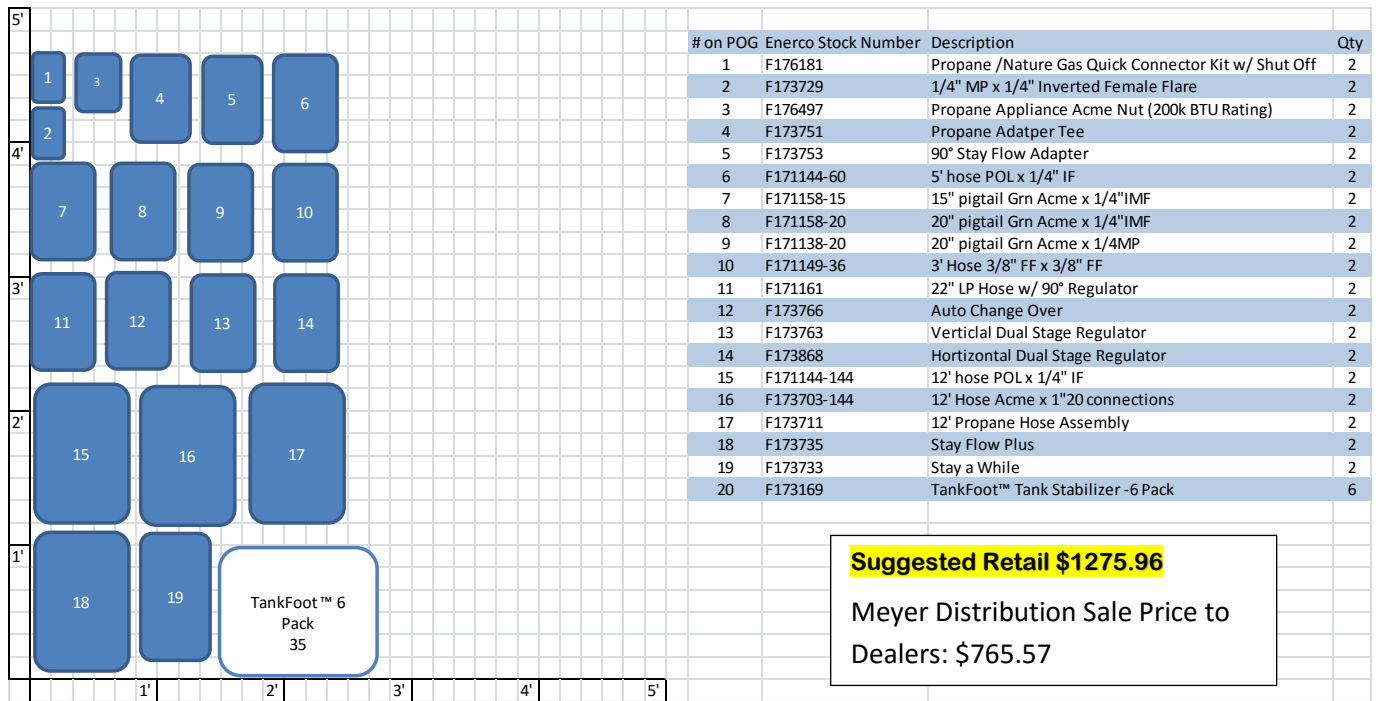 5'
1
3
4
5
6
2
4'
7
8
9
10
3'
11
12
13
14
2'
15
16
17
1'
18
19
TankFoot™ 6
Pack
35
1'
2'
3'
4'
5'
# on POG Enerco Stock Number Description Qty
1 F176181 Propane /Nature Gas Quick Connector Kit w/ Shut Off 2
2 F173729 1/4" MP x 1/4" Inverted Female Flare 2
3 F176497 Propane Appliance Acme Nut (200k BTU Rating) 2
4 F173751 Propane Adatper Tee 2
5 F173753 90° Stay Flow Adapter 2
6 F171144-60 5' hose POL x 1/4" IF 2
7 F171158-15 15" pigtail Grn Acme x 1/4"IMF 2
8 F171158-20 20" pigtail Grn Acme x 1/4"IMF 2
9 F171138-20 20" pigtail Grn Acme x 1/4MP 2
10 F171149-36 3' Hose 3/8" FF x 3/8" FF 2
11 F171161 22" LP Hose w/ 90° Regulator 2
12 F173766 Auto Change Over 2
13 F173763 Verticlal Dual Stage Regulator 2
14 F173868 Hortizontal Dual Stage Regulator 2
15 F171144-144 12' hose POL x 1/4" IF 2
16 F173703-144 12' Hose Acme x 1"20 connections 2
17 F173711 12' Propane Hose Assembly 2
18 F173735 Stay Flow Plus 2
19 F173733 Stay a While 2
20 F173169 TankFoot™ Tank Stabilizer -6 Pack 6
Suggested Retail $1275.96
Meyer Distribution Sale Price to
Dealers: $765.57